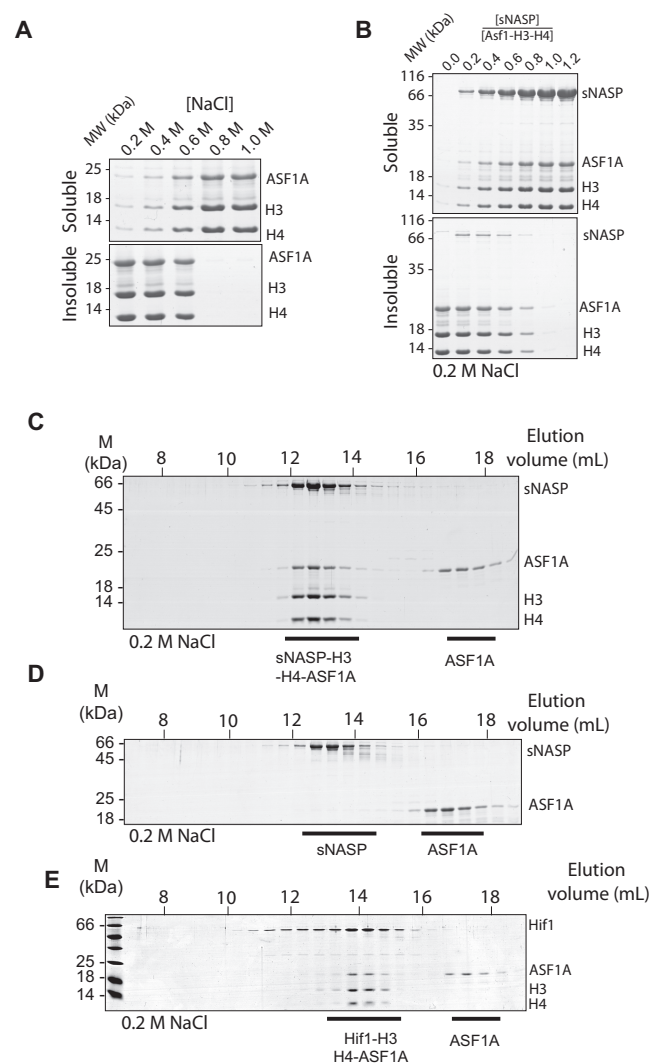 A
[NaCl]
MW (kDa)
0.2 M
0.4 M
0.6 M
0.8 M
1.0 M
Soluble
25
18
14
ASF1A
H3
H4
Insoluble
25
18
14
ASF1A
H3
H4
B
[sNASP]
[Asf1-H3-H4]
MW (kDa)
0.0
0.2
0.4
0.6
0.8
1.0
1.2
Soluble
116
66
35
18
14
sNASP
ASF1A
H3
H4
Insoluble
116
66
35
18
14
sNASP
ASF1A
H3
H4
0.2 M NaCl
C
M
(kDa)
8 10 12 14 16 18
Elution
volume (mL)
66
45
25
18
14
sNASP
ASF1A
H3
H4
0.2 M NaCl
sNASP-H3
-H4-ASF1A
ASF1A
D
M
(kDa)
8 10 12 14 16 18
Elution
volume (mL)
66
45
25
18
sNASP
ASF1A
0.2 M NaCl
sNASP
ASF1A
E
M
(kDa)
8 10 12 14 16 18
Elution
volume (mL)
66
25
18
14
Hif1
ASF1A
H3
H4
0.2 M NaCl
Hif1-H3
H4-ASF1A
ASF1A